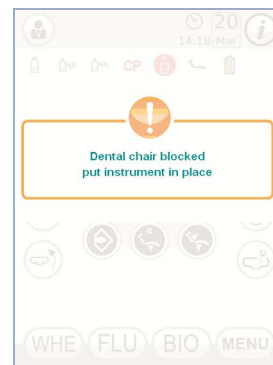 20
14:18 Mar
CP
Dental chair blocked
put instrument in place
C
WHE FLU BIO MENU